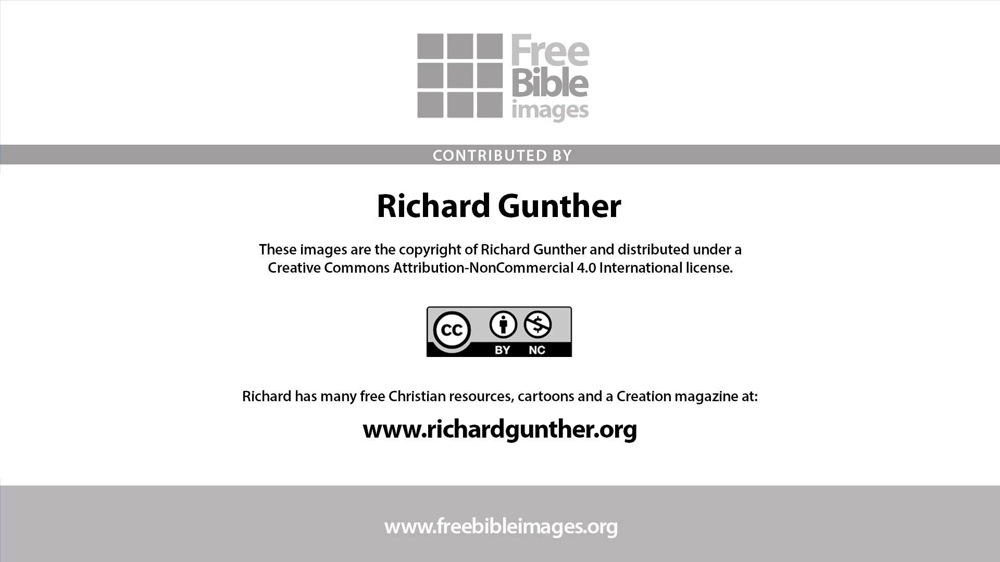 Free
Bible
images
CONTRIBUTED BY
Richard Gunther
These images are the copyright of Richard Gunther and distributed under a
Creative Commons Attribution-NonCommercial 4.0 International license.
CC
BY NC
Richard has many free Christian resources, cartoons and a Creation magazine at:
www.richardgunther.org
www.freebibleimages.org